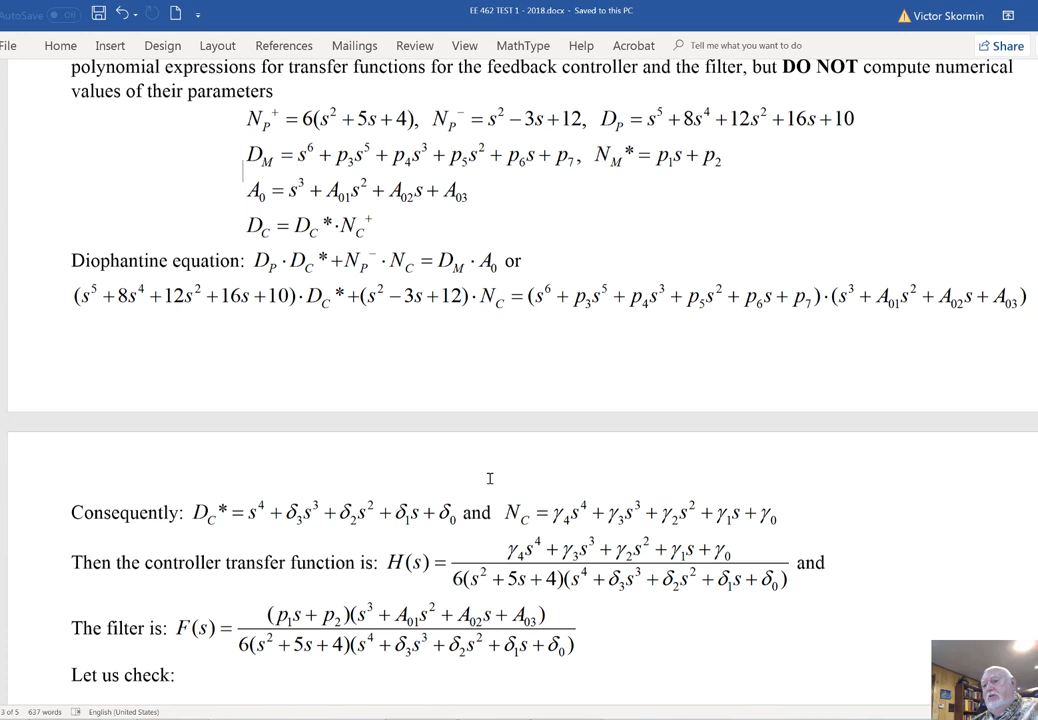 AutoSave Off EE 462 TEST 1 - 2018.docx - Saved to this PC Victor Skormin
File Home Insert Design Layout References Mailings Review View MathType Help Acrobat Tell me what you want to do Share
polynomial expressions for transfer functions for the feedback controller and the filter, but DO NOT compute numerical
values of their parameters
N_P^+ = 6(s^2 + 5s + 4), N_P^- = s^2 − 3s + 12, D_P = s^5 + 8s^4 + 12s^2 + 16s + 10
D_M = s^6 + p_3s^5 + p_4s^3 + p_5s^2 + p_6s + p_7, N_M* = p_1s + p_2
A_0 = s^3 + A_01s^2 + A_02s + A_03
D_C = D_C* · N_C^+
Diophantine equation: D_P · D_C* + N_P^- · N_C = D_M · A_0 or
(s^5 + 8s^4 + 12s^2 + 16s + 10) · D_C* + (s^2 − 3s + 12) · N_C = (s^6 + p_3s^5 + p_4s^3 + p_5s^2 + p_6s + p_7) · (s^3 + A_01s^2 + A_02s + A_03)
Consequently: D_C* = s^4 + δ_3s^3 + δ_2s^2 + δ_1s + δ_0 and N_C = γ_4s^4 + γ_3s^3 + γ_2s^2 + γ_1s + γ_0
Then the controller transfer function is: H(s) = (γ_4s^4 + γ_3s^3 + γ_2s^2 + γ_1s + γ_0) / (6(s^2 + 5s + 4)(s^4 + δ_3s^3 + δ_2s^2 + δ_1s + δ_0)) and
The filter is: F(s) = ((p_1s + p_2)(s^3 + A_01s^2 + A_02s + A_03)) / (6(s^2 + 5s + 4)(s^4 + δ_3s^3 + δ_2s^2 + δ_1s + δ_0))
Let us check:
3 of 5 637 words English (United States)